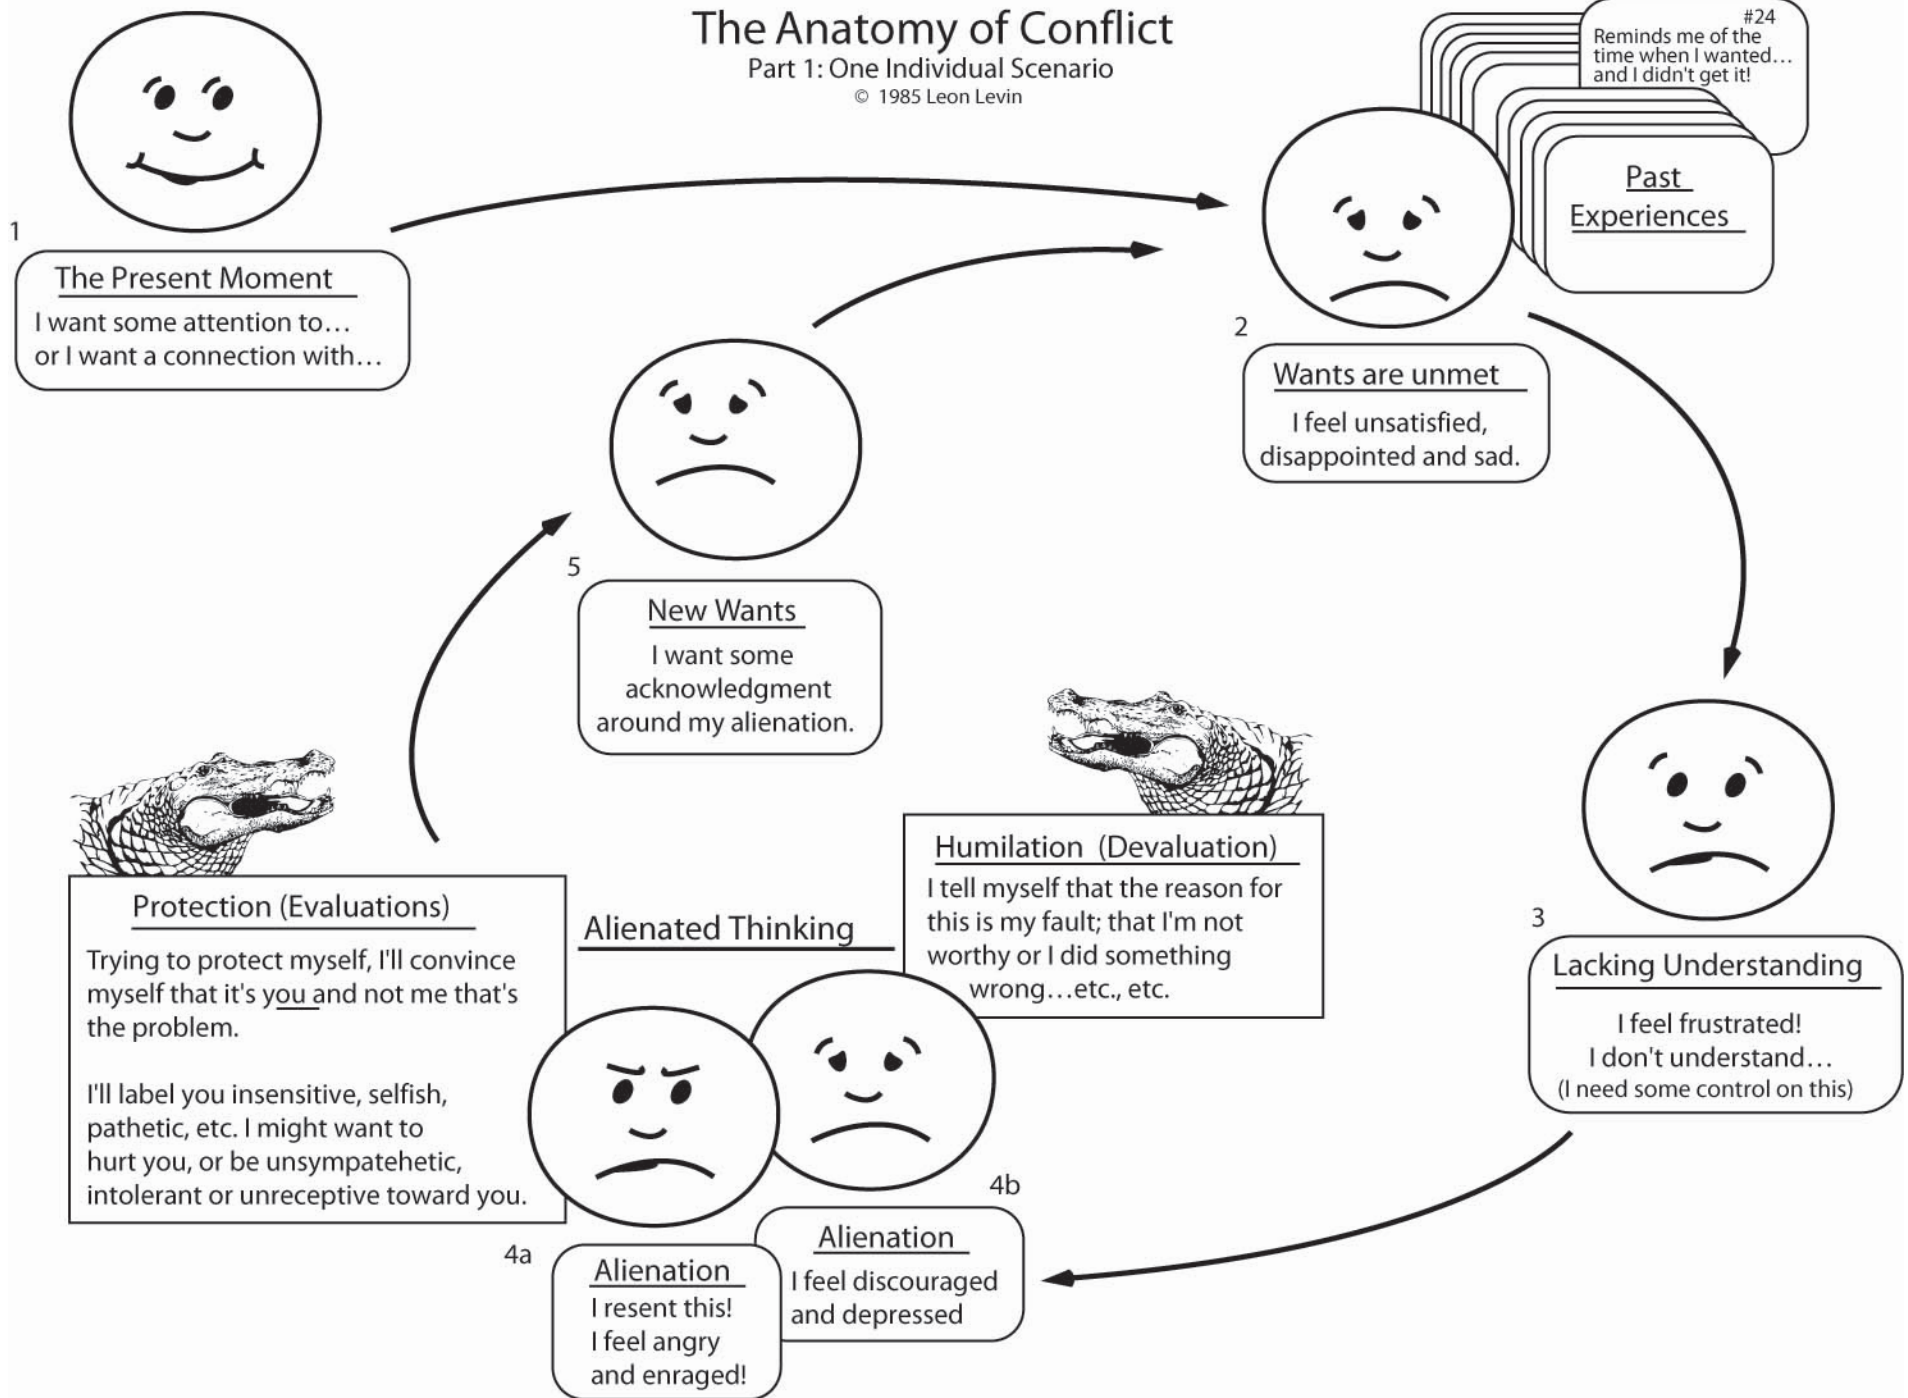 The Anatomy of Conflict
Part 1: One Individual Scenario
© 1985 Leon Levin
#24
Reminds me of the
time when I wanted...
and I didn't get it!
Past
Experiences
1
The Present Moment
I want some attention to...
or I want a connection with...
2
Wants are unmet
I feel unsatisfied,
disappointed and sad.
5
New Wants
I want some
acknowledgment
around my alienation.
3
Lacking Understanding
I feel frustrated!
I don't understand...
(I need some control on this)
Humilation (Devaluation)
I tell myself that the reason for
this is my fault; that I'm not
worthy or I did something
wrong...etc., etc.
Alienated Thinking
Protection (Evaluations)
Trying to protect myself, I'll convince
myself that it's you and not me that's
the problem.
I'll label you insensitive, selfish,
pathetic, etc. I might want to
hurt you, or be unsympatehetic,
intolerant or unreceptive toward you.
4b
Alienation
I feel discouraged
and depressed
4a
Alienation
I resent this!
I feel angry
and enraged!